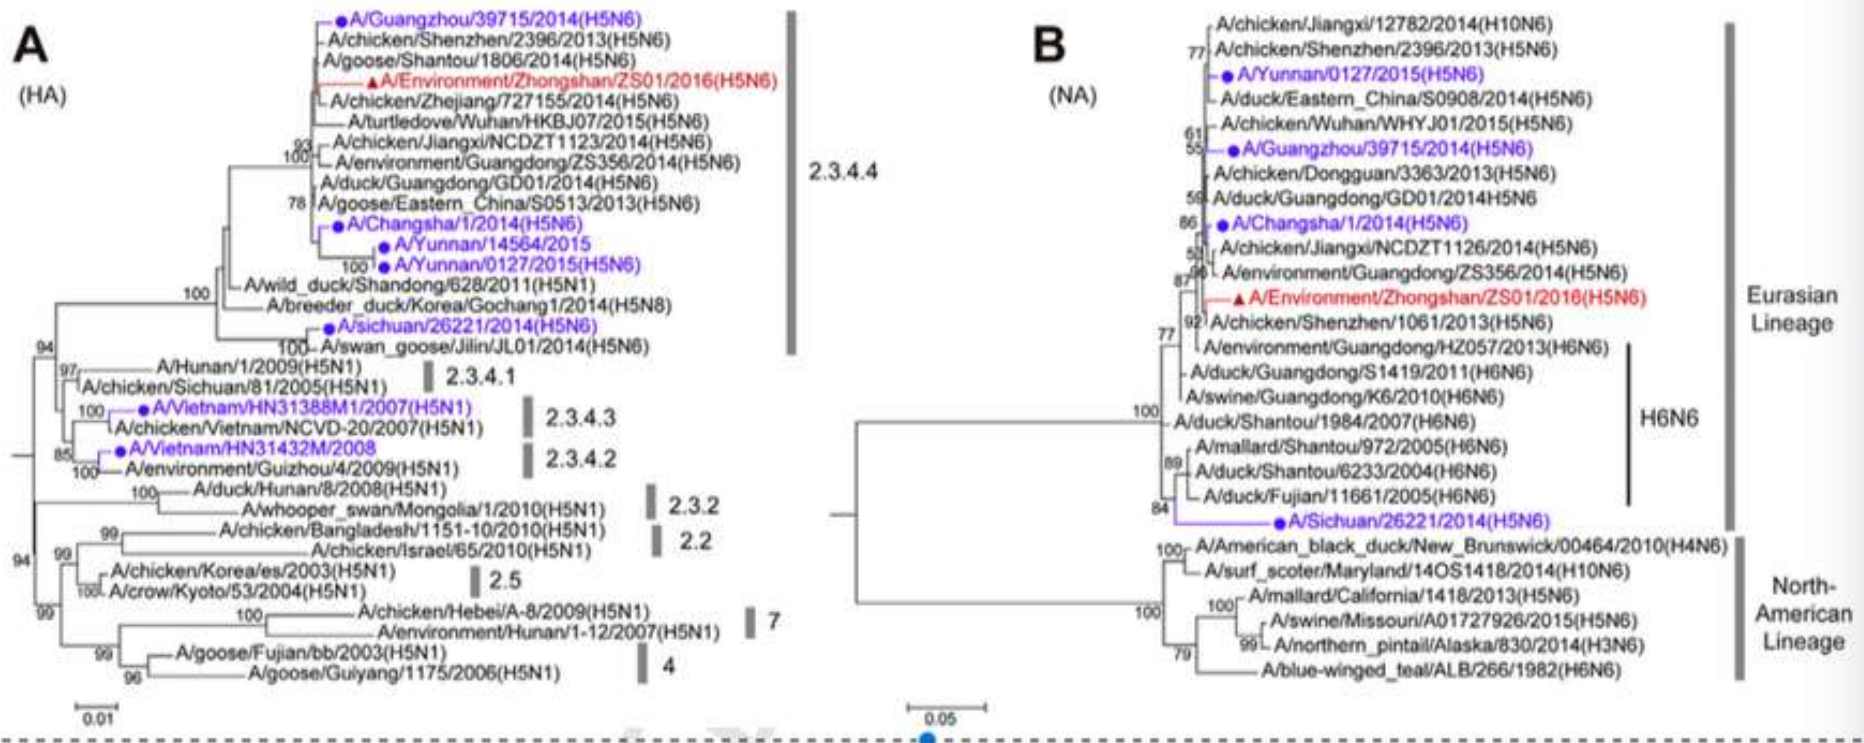 A
(HA)
A/Guangzhou/39715/2014(H5N6)
A/chicken/Shenzhen/2396/2013(H5N6)
A/goose/Shantou/1806/2014(H5N6)
A/Environment/Zhongshan/ZS01/2016(H5N6)
A/chicken/Zhejiang/727155/2014(H5N6)
A/turtledove/Wuhan/HKBJ07/2015(H5N6)
93
A/chicken/Jiangxi/NCDZT1123/2014(H5N6)
100
A/environment/Guangdong/ZS356/2014(H5N6)
2.3.4.4
A/duck/Guangdong/GD01/2014(H5N6)
78
A/goose/Eastern_China/S0513/2013(H5N6)
A/Changsha/1/2014(H5N6)
A/Yunnan/14564/2015
100
A/Yunnan/0127/2015(H5N6)
A/wild_duck/Shandong/628/2011(H5N1)
100
A/breeder_duck/Korea/Gochang1/2014(H5N8)
A/sichuan/26221/2014(H5N6)
100
A/swan_goose/Jilin/JL01/2014(H5N6)
94
97
A/Hunan/1/2009(H5N1)
A/chicken/Sichuan/81/2005(H5N1)
2.3.4.1
100
A/Vietnam/HN31388M1/2007(H5N1)
A/chicken/Vietnam/NCVD-20/2007(H5N1)
2.3.4.3
85
A/Vietnam/HN31432M/2008
100
A/environment/Guizhou/4/2009(H5N1)
2.3.4.2
100
A/duck/Hunan/8/2008(H5N1)
A/whooper_swan/Mongolia/1/2010(H5N1)
2.3.2
99
A/chicken/Bangladesh/1151-10/2010(H5N1)
A/chicken/Israel/65/2010(H5N1)
2.2
94
99
A/chicken/Korea/es/2003(H5N1)
100
A/crow/Kyoto/53/2004(H5N1)
2.5
99
100
A/chicken/Hebei/A-8/2009(H5N1)
A/environment/Hunan/1-12/2007(H5N1)
7
99
A/goose/Fujian/bb/2003(H5N1)
96
A/goose/Guiyang/1175/2006(H5N1)
4
0.01
B
(NA)
A/chicken/Jiangxi/12782/2014(H10N6)
77
A/chicken/Shenzhen/2396/2013(H5N6)
A/Yunnan/0127/2015(H5N6)
A/duck/Eastern_China/S0908/2014(H5N6)
A/chicken/Wuhan/WHYJ01/2015(H5N6)
61
55
A/Guangzhou/39715/2014(H5N6)
A/chicken/Dongguan/3363/2013(H5N6)
A/duck/Guangdong/GD01/2014H5N6
86
A/Changsha/1/2014(H5N6)
A/chicken/Jiangxi/NCDZT1126/2014(H5N6)
A/environment/Guangdong/ZS356/2014(H5N6)
87
A/Environment/Zhongshan/ZS01/2016(H5N6)
92
A/chicken/Shenzhen/1061/2013(H5N6)
Eurasian
Lineage
77
A/environment/Guangdong/HZ057/2013(H6N6)
A/duck/Guangdong/S1419/2011(H6N6)
A/swine/Guangdong/K6/2010(H6N6)
100
A/duck/Shantou/1984/2007(H6N6)
H6N6
A/mallard/Shantou/972/2005(H6N6)
89
A/duck/Shantou/6233/2004(H6N6)
A/duck/Fujian/11661/2005(H6N6)
84
A/Sichuan/26221/2014(H5N6)
100
A/American_black_duck/New_Brunswick/00464/2010(H4N6)
A/surf_scoter/Maryland/14OS1418/2014(H10N6)
100
100
A/mallard/California/1418/2013(H5N6)
A/swine/Missouri/A01727926/2015(H5N6)
99
A/northern_pintail/Alaska/830/2014(H3N6)
79
A/blue-winged_teal/ALB/266/1982(H6N6)
North-
American
Lineage
0.05